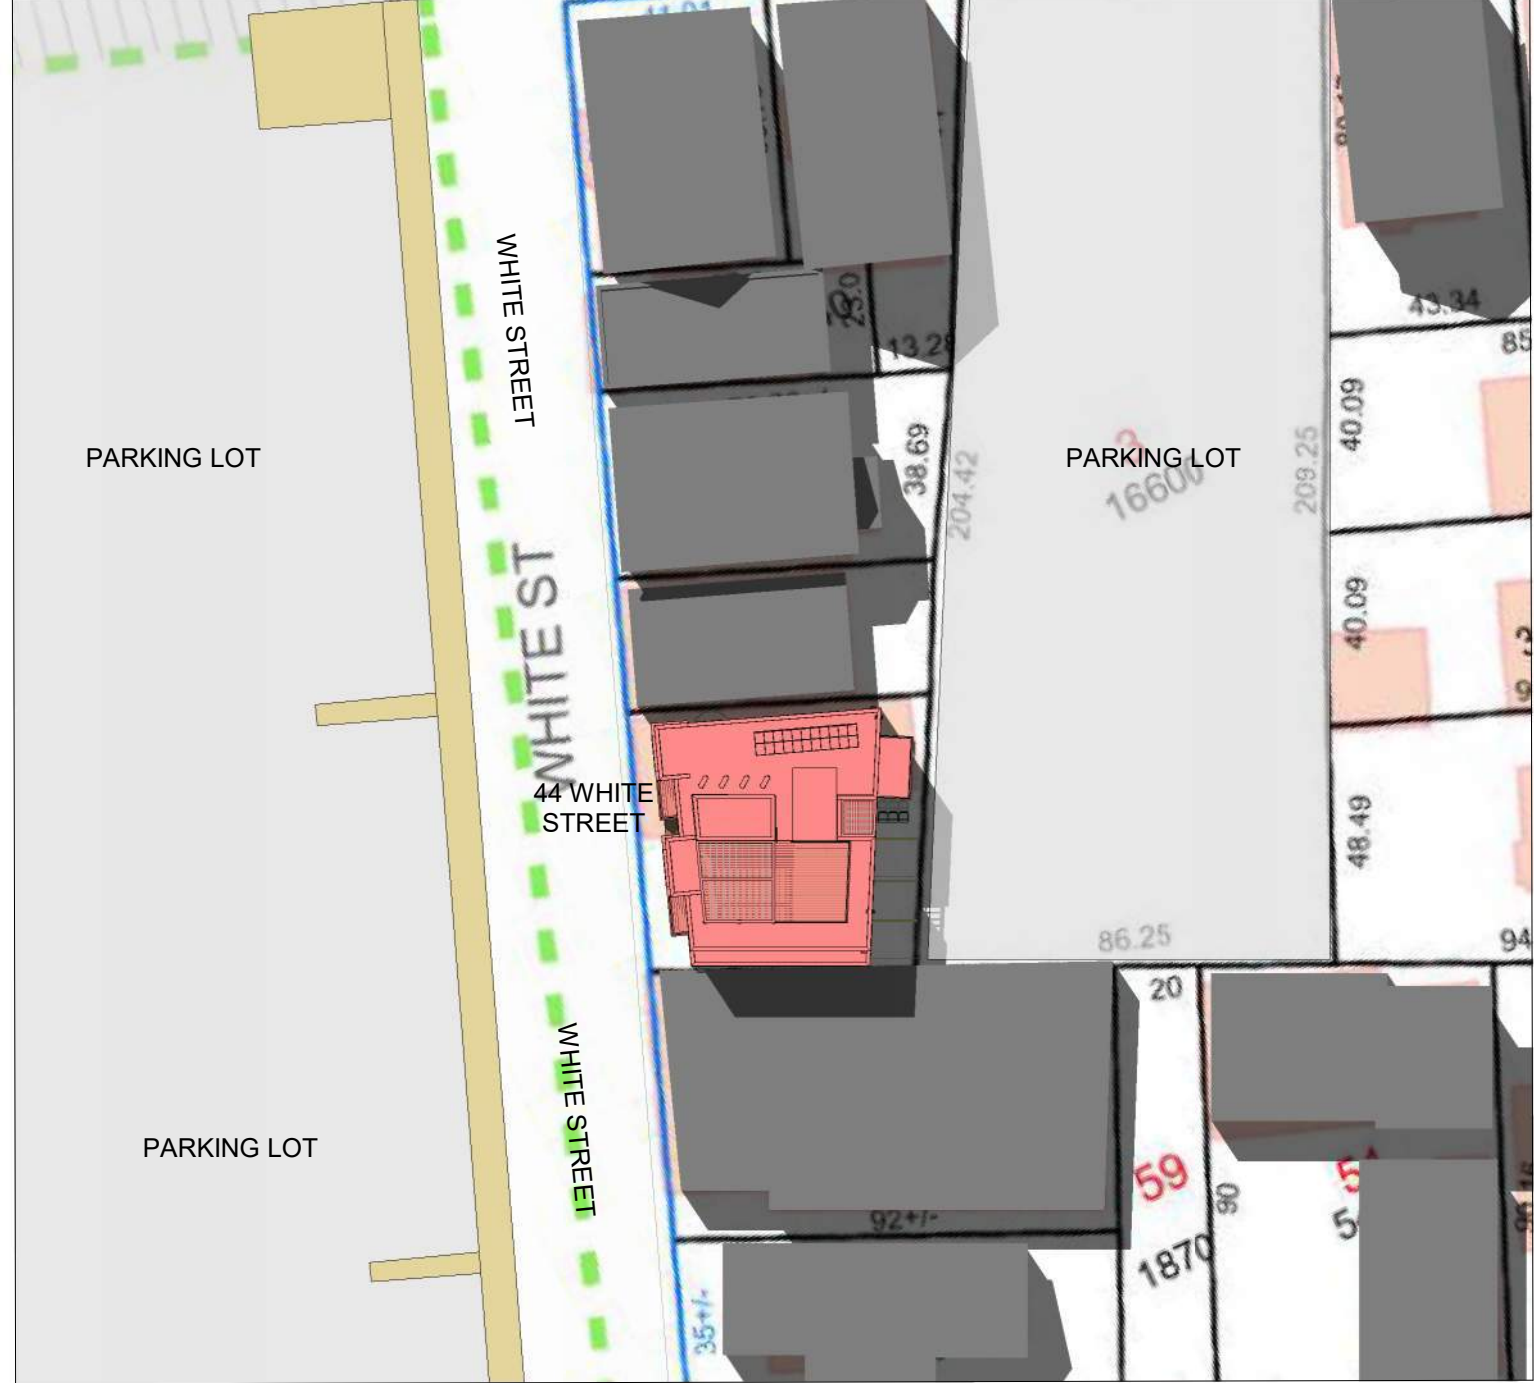 WHITE STREET
13.28
43.34
85
40.09
PARKING LOT
38.69
204.42
3
PARKING LOT
16600
209.25
WHITE ST
40.09
44 WHITE
STREET
48.49
86.25
94
20
WHITE STREET
PARKING LOT
59
90
92+/-
1870
35+/-